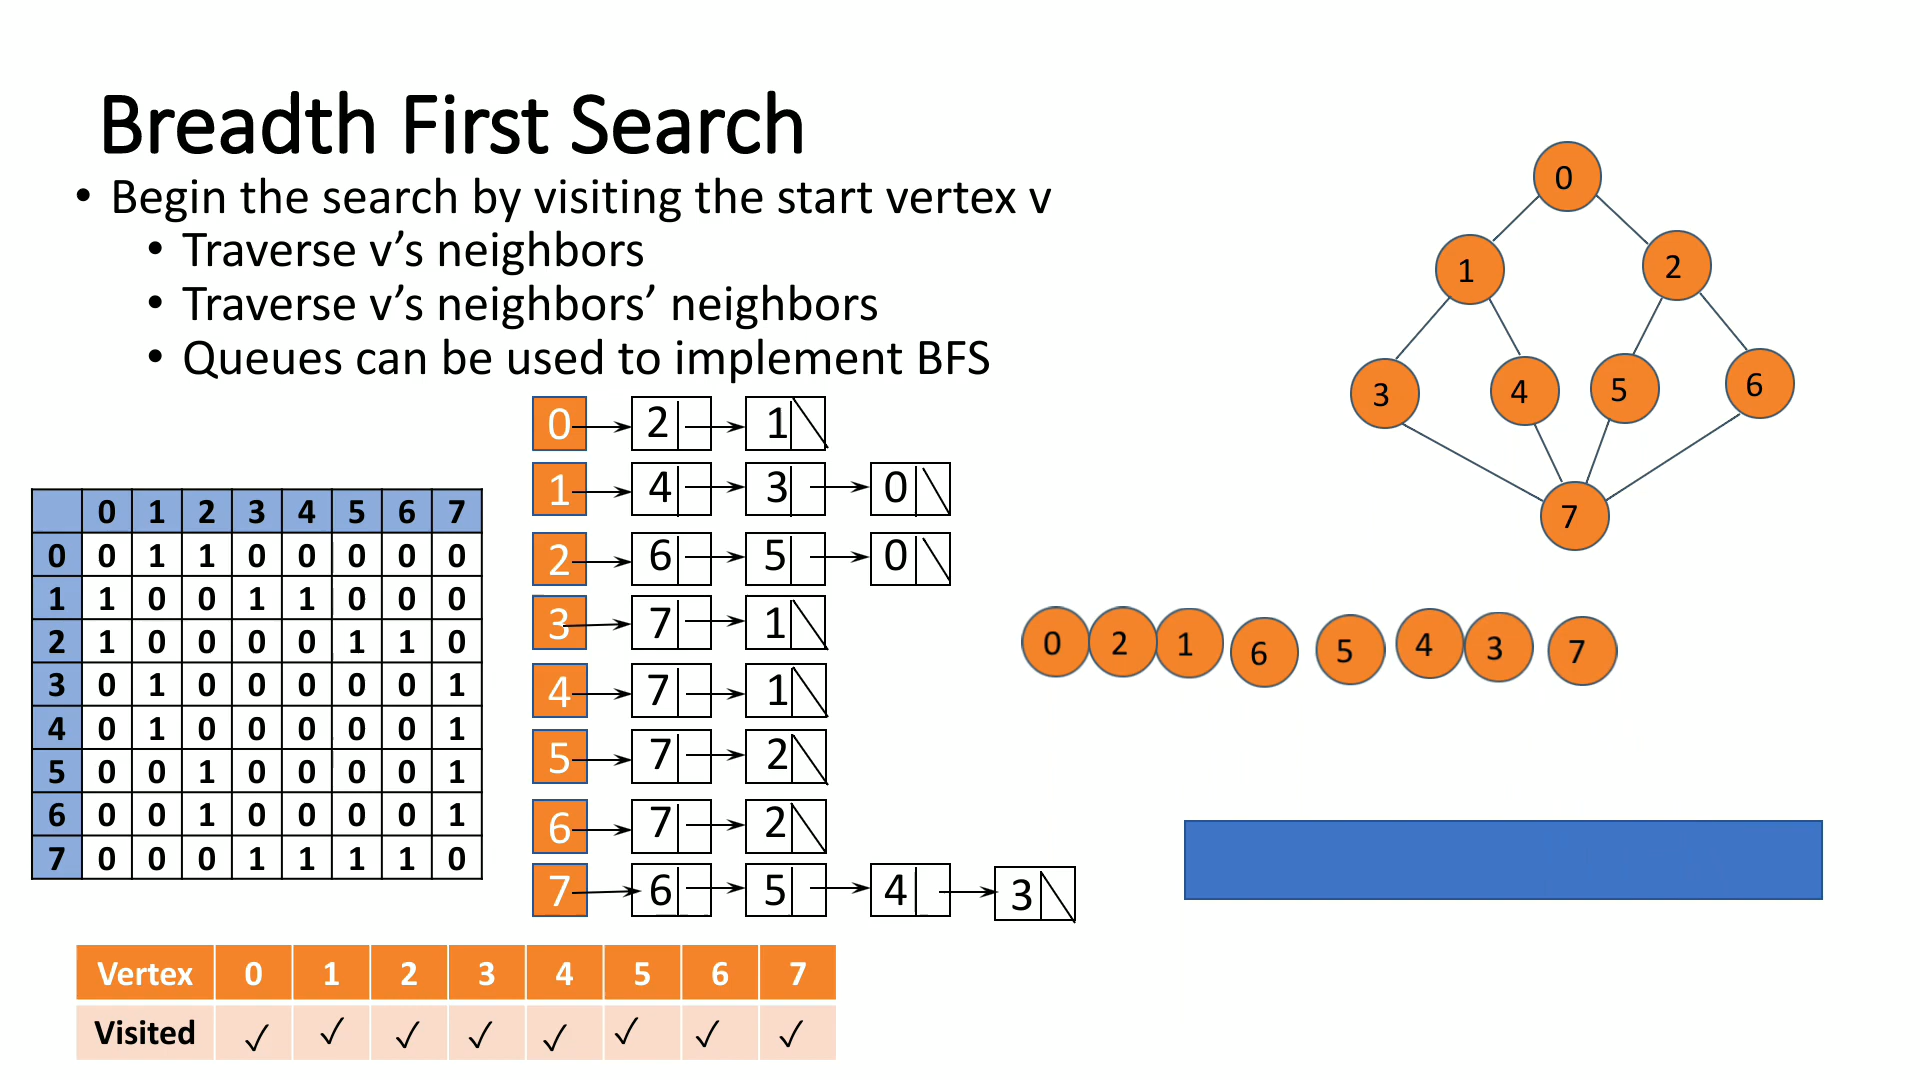 Breadth First Search
• Begin the search by visiting the start vertex v
• Traverse v’s neighbors
• Traverse v’s neighbors’ neighbors
• Queues can be used to implement BFS
0 2 1
1 4 3 0
2 6 5 0
3 7 1
4 7 1
5 7 2
6 7 2
7 6 5 4 3
0 1 2 3 4 5 6 7
0 0 1 1 0 0 0 0 0
1 1 0 0 1 1 0 0 0
2 1 0 0 0 0 1 1 0
3 0 1 0 0 0 0 0 1
4 0 1 0 0 0 0 0 1
5 0 0 1 0 0 0 0 1
6 0 0 1 0 0 0 0 1
7 0 0 0 1 1 1 1 0
Vertex 0 1 2 3 4 5 6 7
Visited ✓ ✓ ✓ ✓ ✓ ✓ ✓ ✓
0
1 2
3 4 5 6
7
0 2 1 6 5 4 3 7